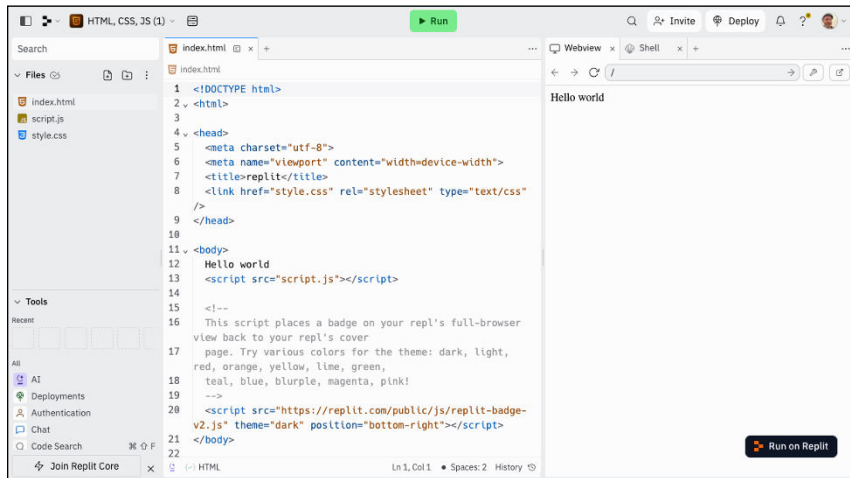 HTML, CSS, JS (1)
Run
Invite
Deploy
Search
Files
index.html
script.js
style.css
Tools
Recent
All
AI
Deployments
Authentication
Chat
Code Search ⌘ ⇧ F
Join Replit Core
index.html
index.html
1 <!DOCTYPE html>
2 <html>
3
4 <head>
5 <meta charset="utf-8">
6 <meta name="viewport" content="width=device-width">
7 <title>replit</title>
8 <link href="style.css" rel="stylesheet" type="text/css"
/>
9 </head>
10
11 <body>
12 Hello world
13 <script src="script.js"></script>
14
15 <!--
16 This script places a badge on your repl's full-browser
view back to your repl's cover
17 page. Try various colors for the theme: dark, light,
red, orange, yellow, lime, green,
18 teal, blue, blurple, magenta, pink!
19 -->
20 <script src="https://replit.com/public/js/replit-badge-
v2.js" theme="dark" position="bottom-right"></script>
21 </body>
22
HTML
Ln 1, Col 1 • Spaces: 2 History
Webview
Shell
/
Hello world
Run on Replit